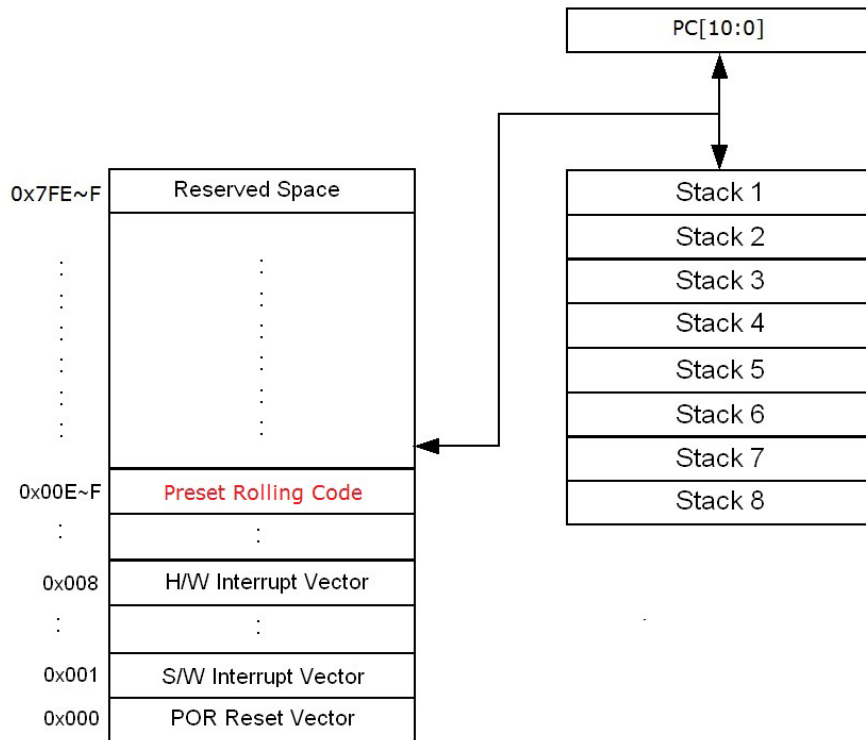 PC[10:0]
0x7FE~F Reserved Space
0x00E~F Preset Rolling Code
0x008 H/W Interrupt Vector
0x001 S/W Interrupt Vector
0x000 POR Reset Vector
Stack 1
Stack 2
Stack 3
Stack 4
Stack 5
Stack 6
Stack 7
Stack 8